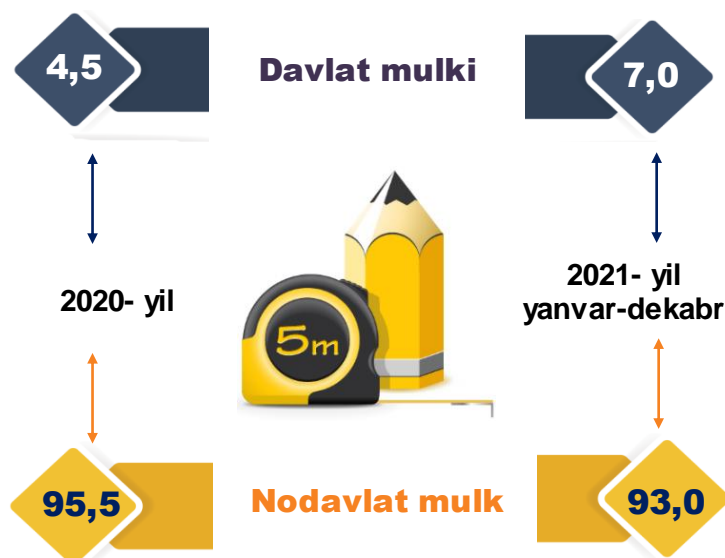 4,5
Davlat mulki
7,0
2020- yil
2021- yil
yanvar-dekabr
5m
95,5
Nodavlat mulk
93,0